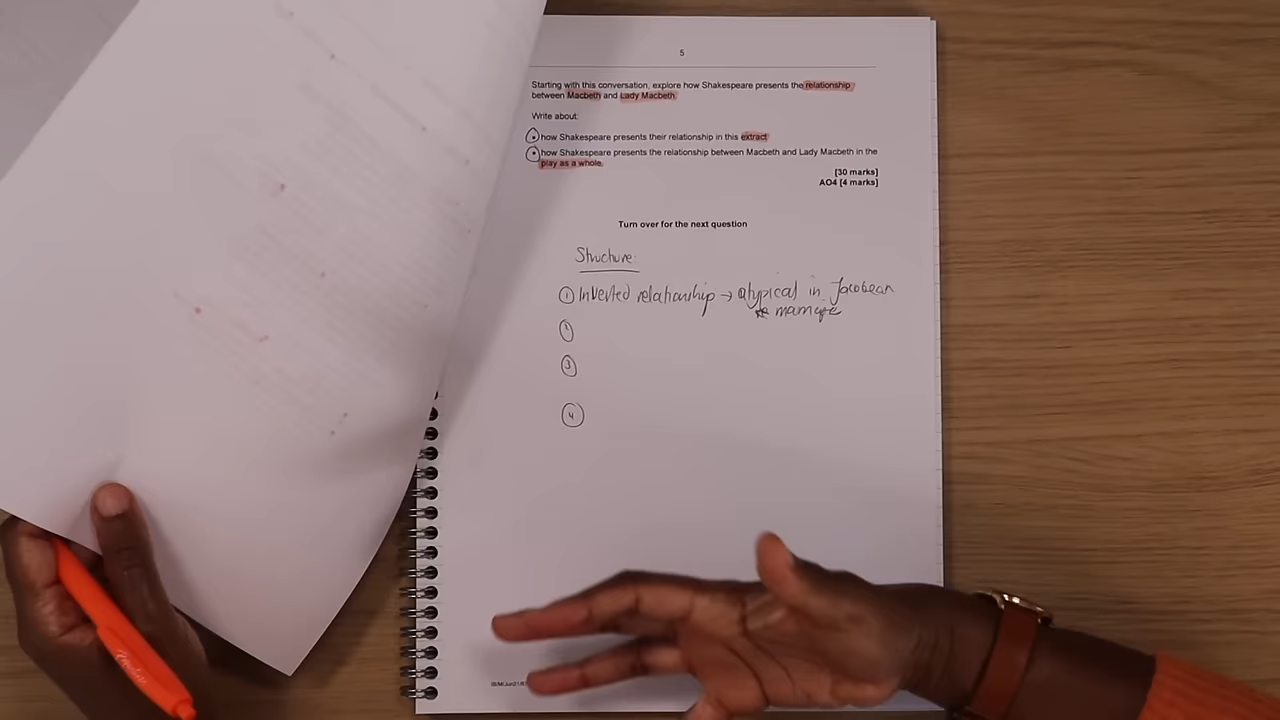 5
Starting with this conversation, explore how Shakespeare presents the relationship
between Macbeth and Lady Macbeth.
Write about:
• how Shakespeare presents their relationship in this extract
• how Shakespeare presents the relationship between Macbeth and Lady Macbeth in the
play as a whole.
[30 marks]
AO4 [4 marks]
Turn over for the next question
Structure:
① Inverted relationship → atypical in Jacobean
marriage
②
③
④